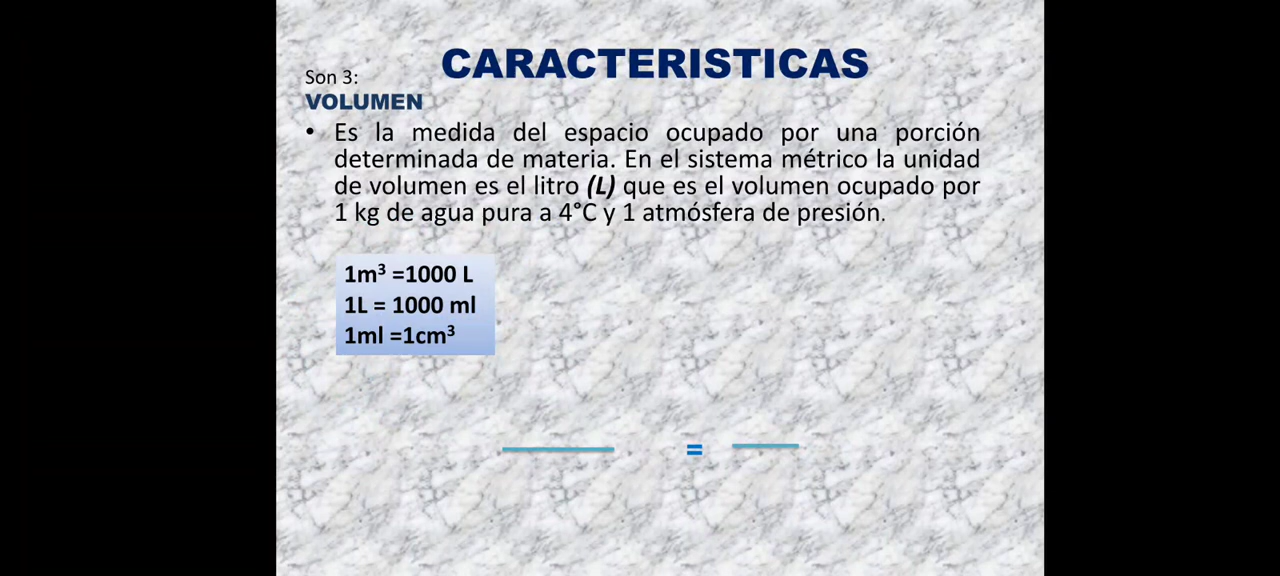 CARACTERISTICAS
Son 3:
VOLUMEN
• Es la medida del espacio ocupado por una porción
determinada de materia. En el sistema métrico la unidad
de volumen es el litro (L) que es el volumen ocupado por
1 kg de agua pura a 4°C y 1 atmósfera de presión.
1m³ =1000 L
1L = 1000 ml
1ml =1cm³
=